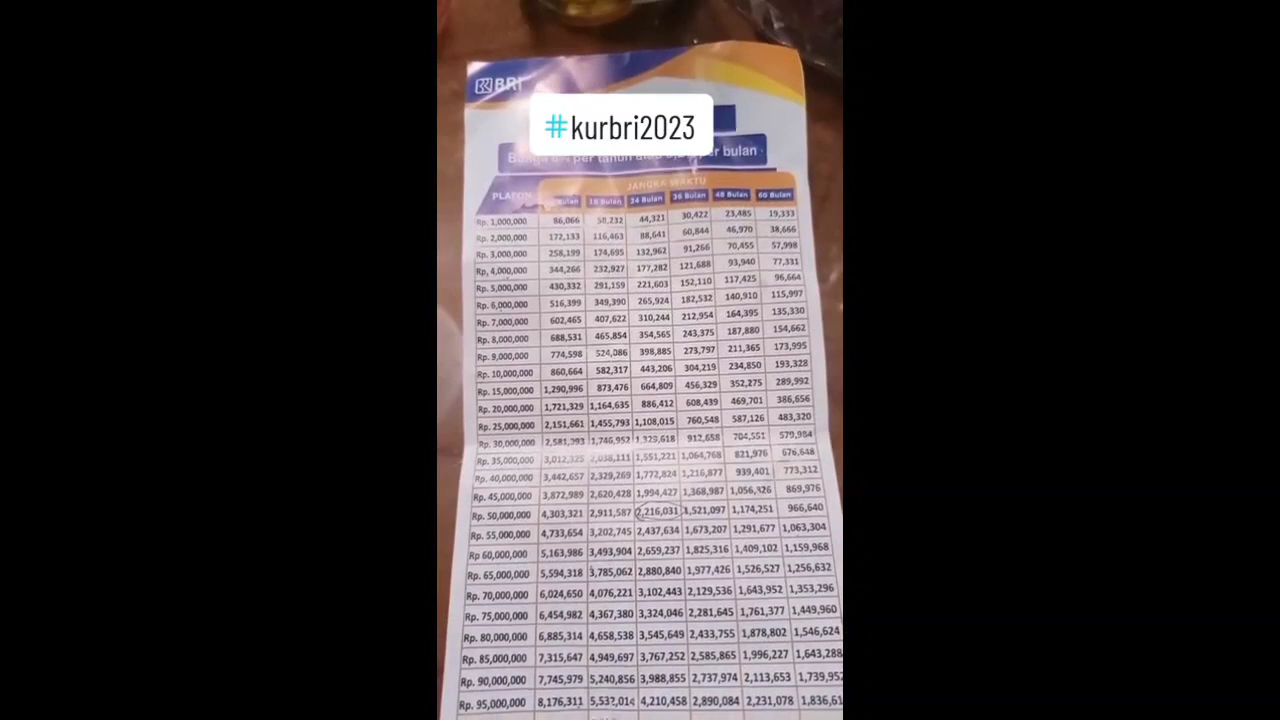 BRI
#kurbri2023
per tahun bulan
JANGKA WAKTU
PLAFON Bulan 18 Bulan 24 Bulan 36 Bulan 48 Bulan 60 Bulan
Rp. 1,000,000 86,066 58,232 44,321 30,422 23,485 19,333
Rp. 2,000,000 172,133 116,463 88,641 60,844 46,970 38,666
Rp. 3,000,000 258,199 174,695 132,962 91,266 70,455 57,998
Rp. 4,000,000 344,266 232,927 177,282 121,688 93,940 77,331
Rp. 5,000,000 430,332 291,159 221,603 152,110 117,425 96,664
Rp. 6,000,000 516,399 349,390 265,924 182,532 140,910 115,997
Rp. 7,000,000 602,465 407,622 310,244 212,954 164,395 135,330
Rp. 8,000,000 688,531 465,854 354,565 243,375 187,880 154,662
Rp. 9,000,000 774,598 524,086 398,885 273,797 211,365 173,995
Rp. 10,000,000 860,664 582,317 443,206 304,219 234,850 193,328
Rp. 15,000,000 1,290,996 873,476 664,809 456,329 352,275 289,992
Rp. 20,000,000 1,721,329 1,164,635 886,412 608,439 469,701 386,656
Rp. 25,000,000 2,151,661 1,455,793 1,108,015 760,548 587,126 483,320
Rp. 30,000,000 2,581,993 1,746,952 1,329,618 912,658 704,551 579,984
Rp. 35,000,000 3,012,325 2,038,111 1,551,221 1,064,768 821,976 676,648
Rp. 40,000,000 3,442,657 2,329,269 1,772,824 1,216,877 939,401 773,312
Rp. 45,000,000 3,872,989 2,620,428 1,994,427 1,368,987 1,056,826 869,976
Rp. 50,000,000 4,303,321 2,911,587 2,216,031 1,521,097 1,174,251 966,640
Rp. 55,000,000 4,733,654 3,202,745 2,437,634 1,673,207 1,291,677 1,063,304
Rp 60,000,000 5,163,986 3,493,904 2,659,237 1,825,316 1,409,102 1,159,968
Rp. 65,000,000 5,594,318 3,785,062 2,880,840 1,977,426 1,526,527 1,256,632
Rp. 70,000,000 6,024,650 4,076,221 3,102,443 2,129,536 1,643,952 1,353,296
Rp. 75,000,000 6,454,982 4,367,380 3,324,046 2,281,645 1,761,377 1,449,960
Rp. 80,000,000 6,885,314 4,658,538 3,545,649 2,433,755 1,878,802 1,546,624
Rp. 85,000,000 7,315,647 4,949,697 3,767,252 2,585,865 1,996,227 1,643,288
Rp. 90,000,000 7,745,979 5,240,856 3,988,855 2,737,974 2,113,653 1,739,952
Rp. 95,000,000 8,176,311 5,532,014 4,210,458 2,890,084 2,231,078 1,836,61